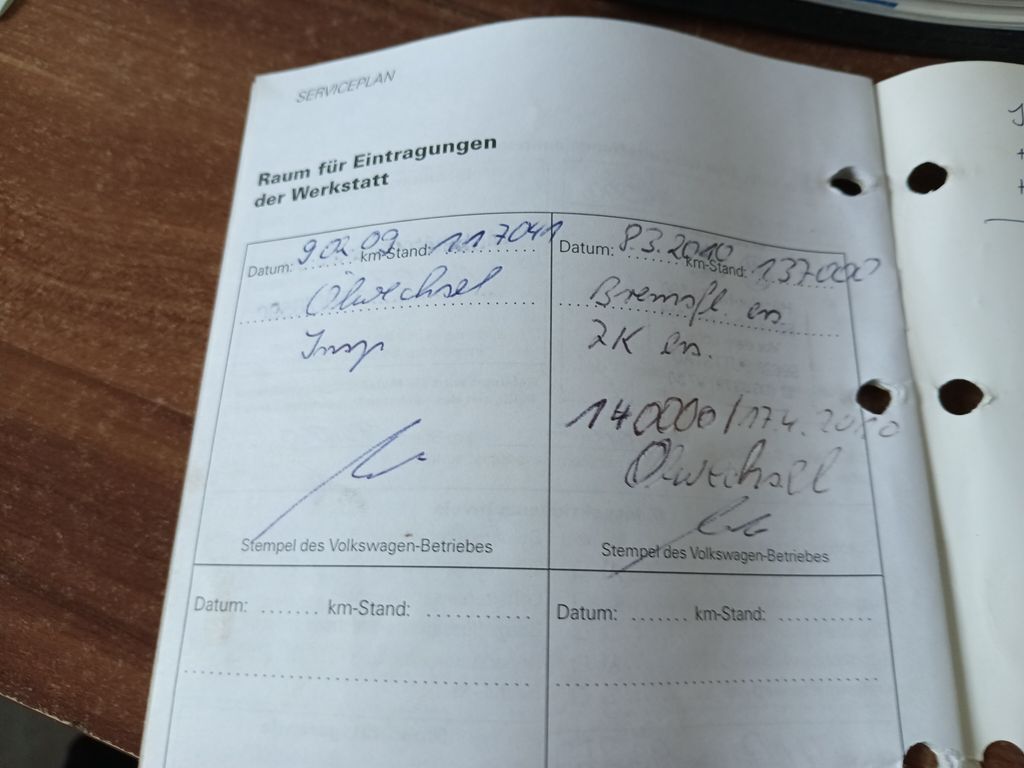 SERVICEPLAN
Raum für Eintragungen
der Werkstatt
Datum: 9.02.09 km-Stand: 117041
Ölwechsel
Insp
Stempel des Volkswagen-Betriebes
Datum: 8.3.2010 km-Stand: 137000
Bremsfl en
ZK en.
140000/17.4.2010
Ölwechsel
Stempel des Volkswagen-Betriebes
Datum: ....... km-Stand: ............
Datum: ....... km-Stand: ............